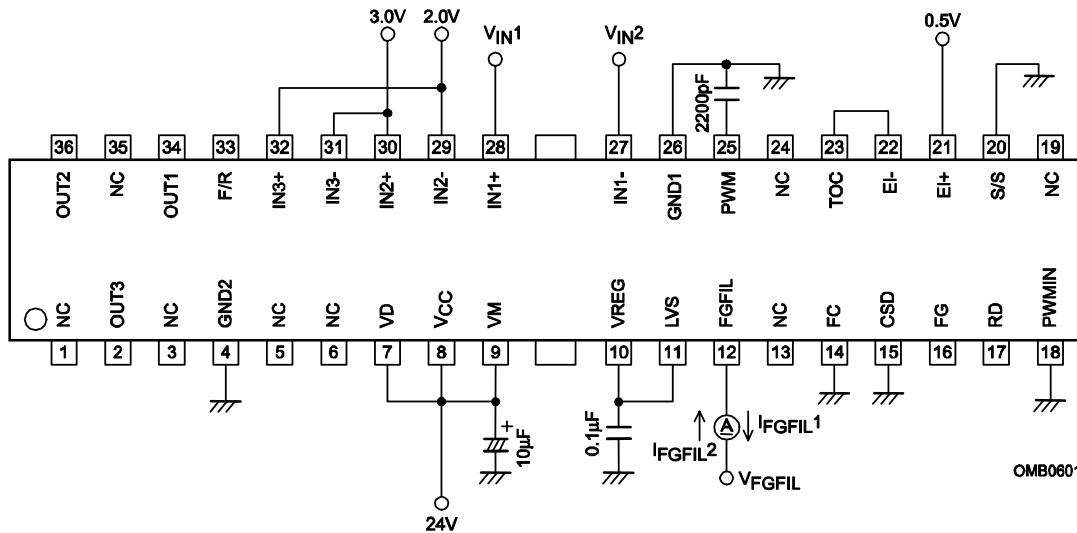 3.0V 2.0V VIN1 VIN2 0.5V
2200pF
36 35 34 33 32 31 30 29 28 27 26 25 24 23 22 21 20 19
OUT2 NC OUT1 F/R IN3+ IN3- IN2+ IN2- IN1+ IN1- GND1 PWM NC TOC EI- EI+ S/S NC
NC OUT3 NC GND2 NC NC VD VCC VM VREG LVS FGFIL NC FC CSD FG RD PWMIN
1 2 3 4 5 6 7 8 9 10 11 12 13 14 15 16 17 18
+ 10µF 0.1µF IFGFIL2 A IFGFIL1
VFGFIL OMB0601
24V